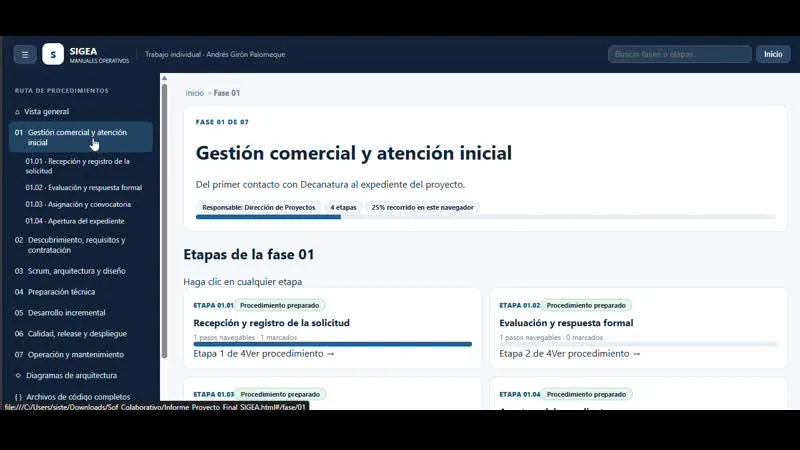 ☰
S
SIGEA
MANUALES OPERATIVOS
Trabajo individual · Andrés Girón Palomeque
Buscar fases o etapas...
Inicio
RUTA DE PROCEDIMIENTOS
⌂ Vista general
01 Gestión comercial y atención
inicial
01.01 · Recepción y registro de la
solicitud
01.02 · Evaluación y respuesta formal
01.03 · Asignación y convocatoria
01.04 · Apertura del expediente
02 Descubrimiento, requisitos y
contratación
03 Scrum, arquitectura y diseño
04 Preparación técnica
05 Desarrollo incremental
06 Calidad, release y despliegue
07 Operación y mantenimiento
◇ Diagramas de arquitectura
{ } Archivos de código completos
file:///C:/Users/siste/Downloads/Sof_Colaborativo/Informe_Proyecto_Final_SIGEA.html#/fase/01
Inicio › Fase 01
FASE 01 DE 07
Gestión comercial y atención inicial
Del primer contacto con Decanatura al expediente del proyecto.
Responsable: Dirección de Proyectos
4 etapas
25% recorrido en este navegador
Etapas de la fase 01
Haga clic en cualquier etapa
ETAPA 01.01 Procedimiento preparado
Recepción y registro de la solicitud
1 pasos navegables · 1 marcados
Etapa 1 de 4Ver procedimiento →
ETAPA 01.02 Procedimiento preparado
Evaluación y respuesta formal
1 pasos navegables · 0 marcados
Etapa 2 de 4Ver procedimiento →
ETAPA 01.03 Procedimiento preparado
ETAPA 01.04 Procedimiento preparado